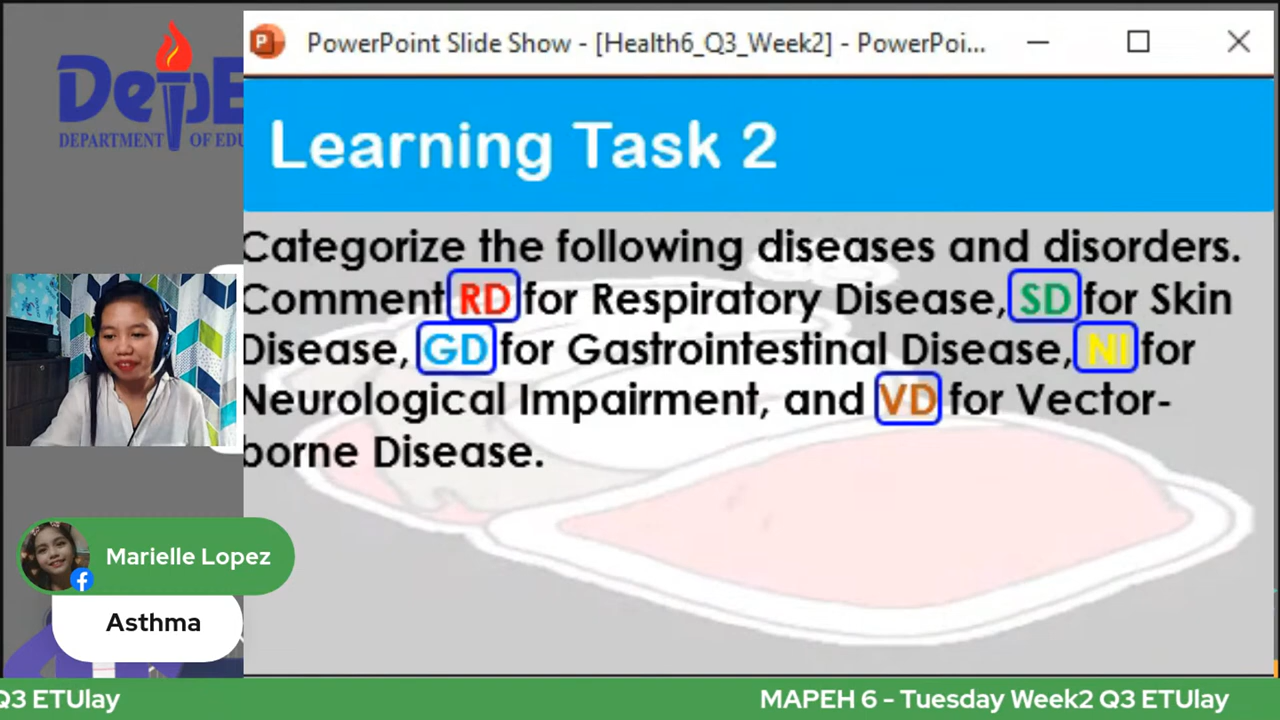 PowerPoint Slide Show - [Health6_Q3_Week2] - PowerPoi...
DepE
DEPARTMENT OF EDU
Learning Task 2
Categorize the following diseases and disorders.
Comment RD for Respiratory Disease, SD for Skin
Disease, GD for Gastrointestinal Disease, NI for
Neurological Impairment, and VD for Vector-
borne Disease.
Marielle Lopez
Asthma
Q3 ETUlay
MAPEH 6 - Tuesday Week2 Q3 ETUlay